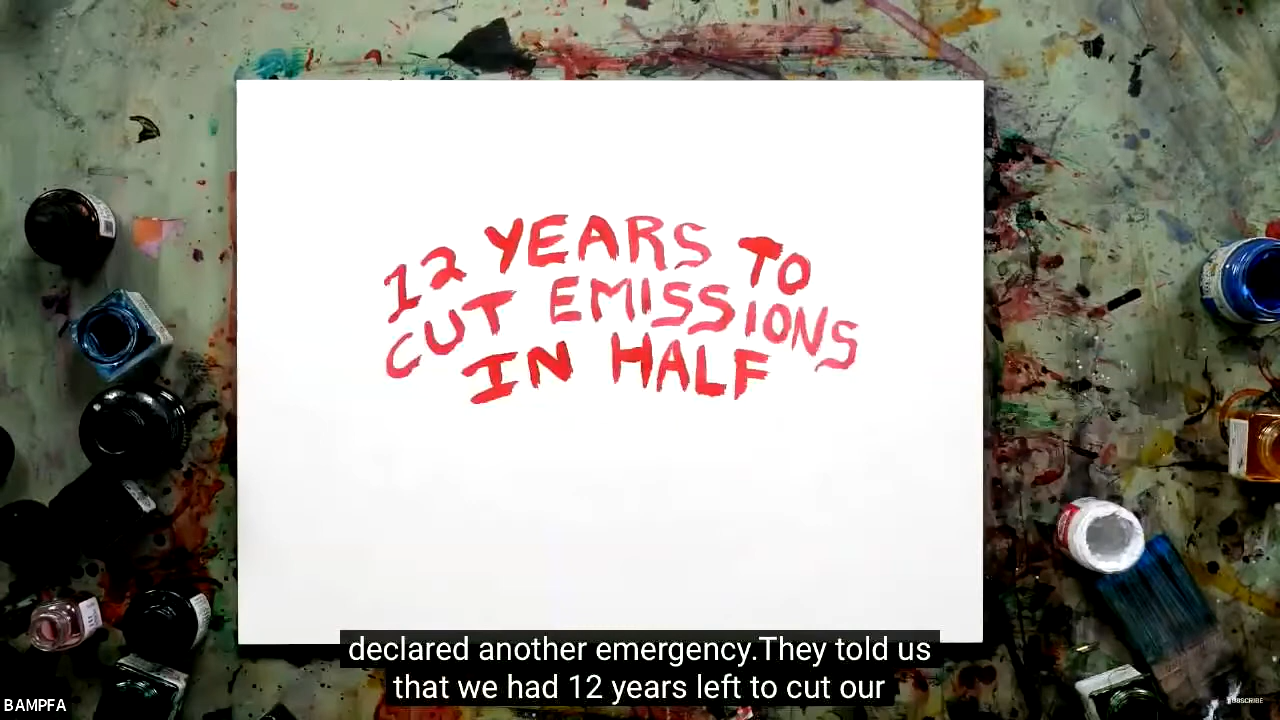 12 YEARS TO
CUT EMISSIONS
IN HALF
declared another emergency.They told us
that we had 12 years left to cut our
BAMPFA
SUBSCRIBE